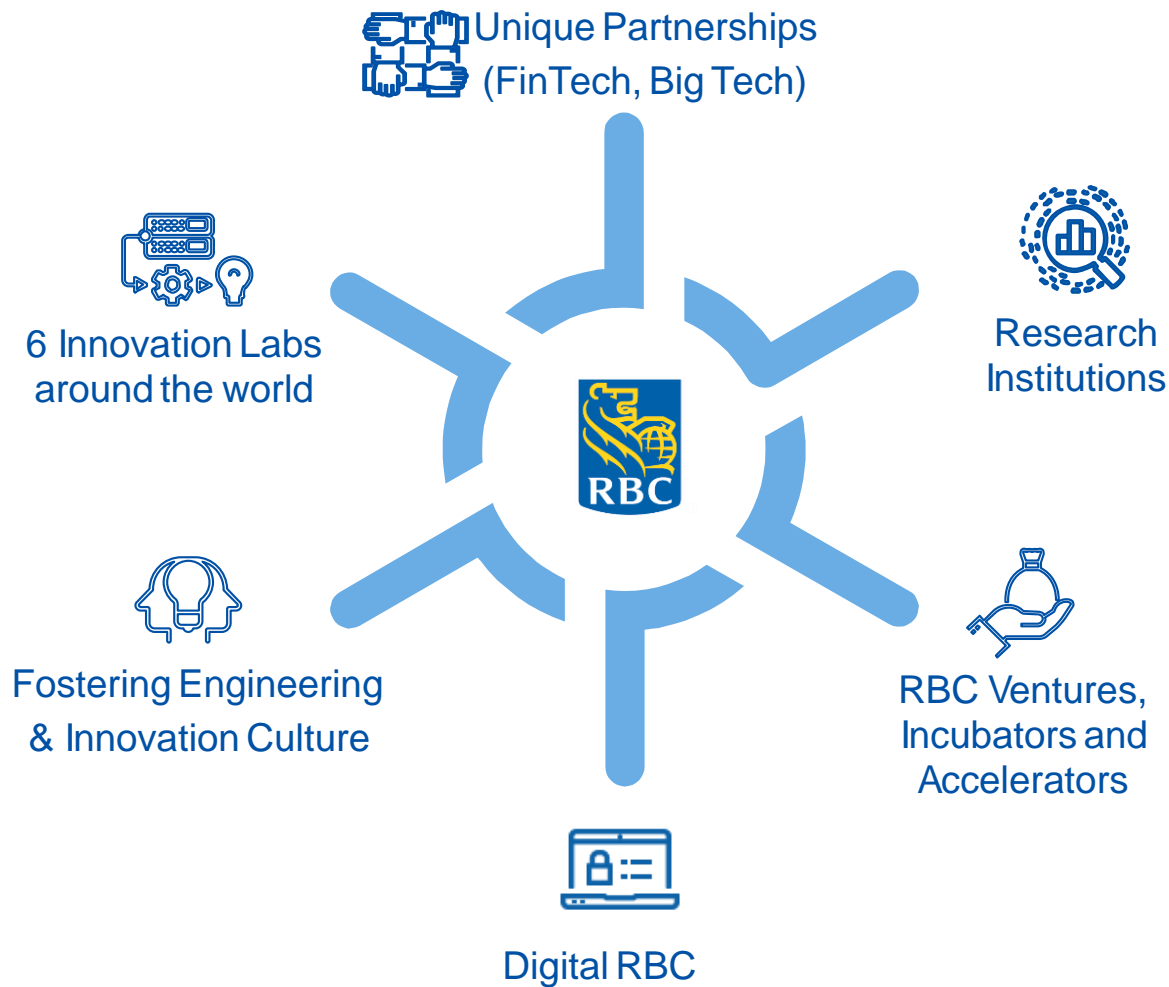 Unique Partnerships
(FinTech, Big Tech)
6 Innovation Labs
around the world
Research
Institutions
RBC
Fostering Engineering
& Innovation Culture
RBC Ventures,
Incubators and
Accelerators
Digital RBC